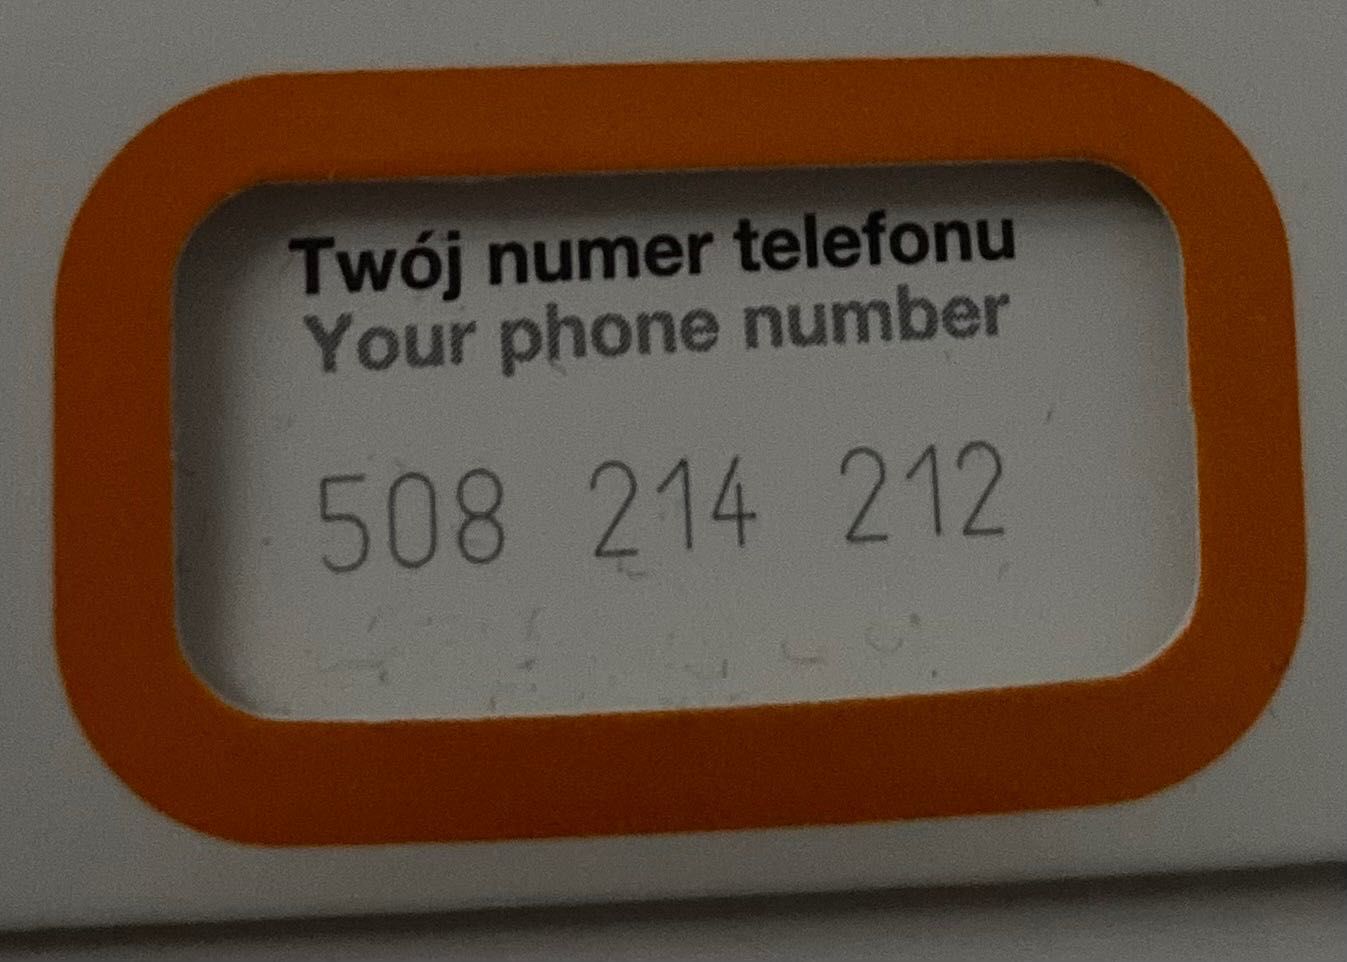 Twój numer telefonu
Your phone number
508 214 212